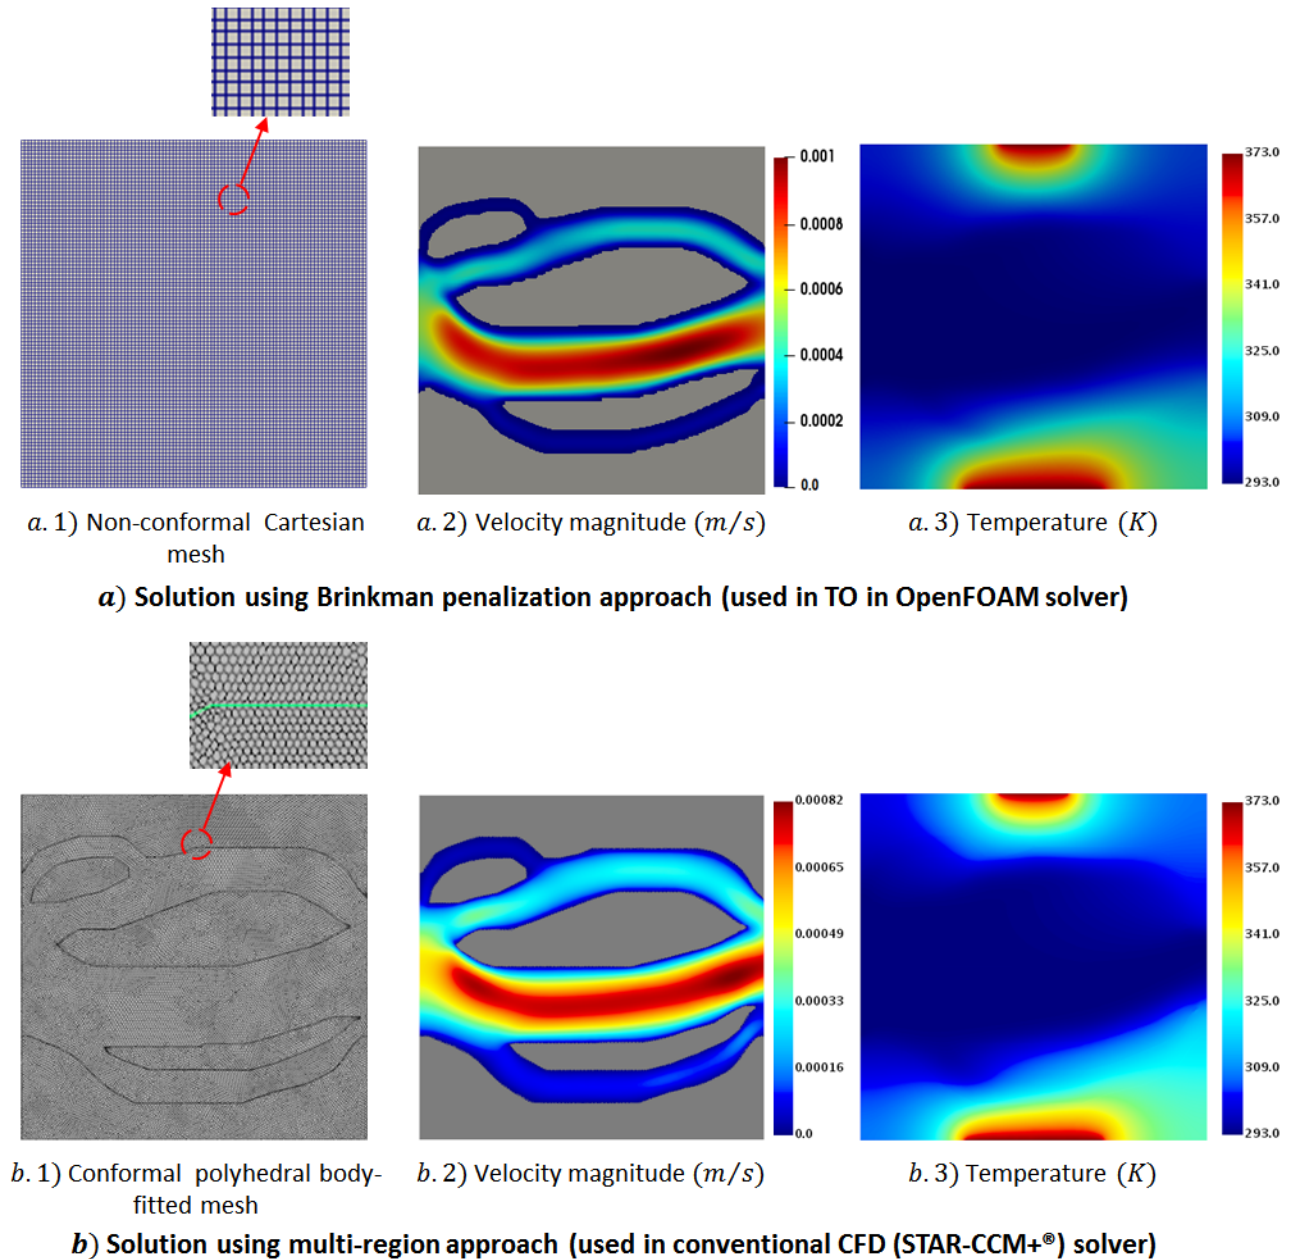 0.001
0.0008
0.0006
0.0004
0.0002
0.0
373.0
357.0
341.0
325.0
309.0
293.0
a. 1) Non-conformal Cartesian
mesh
a. 2) Velocity magnitude (m/s)
a. 3) Temperature (K)
a) Solution using Brinkman penalization approach (used in TO in OpenFOAM solver)
0.00082
0.00065
0.00049
0.00033
0.00016
0.0
373.0
357.0
341.0
325.0
309.0
293.0
b. 1) Conformal polyhedral body-
fitted mesh
b. 2) Velocity magnitude (m/s)
b. 3) Temperature (K)
b) Solution using multi-region approach (used in conventional CFD (STAR-CCM+®) solver)